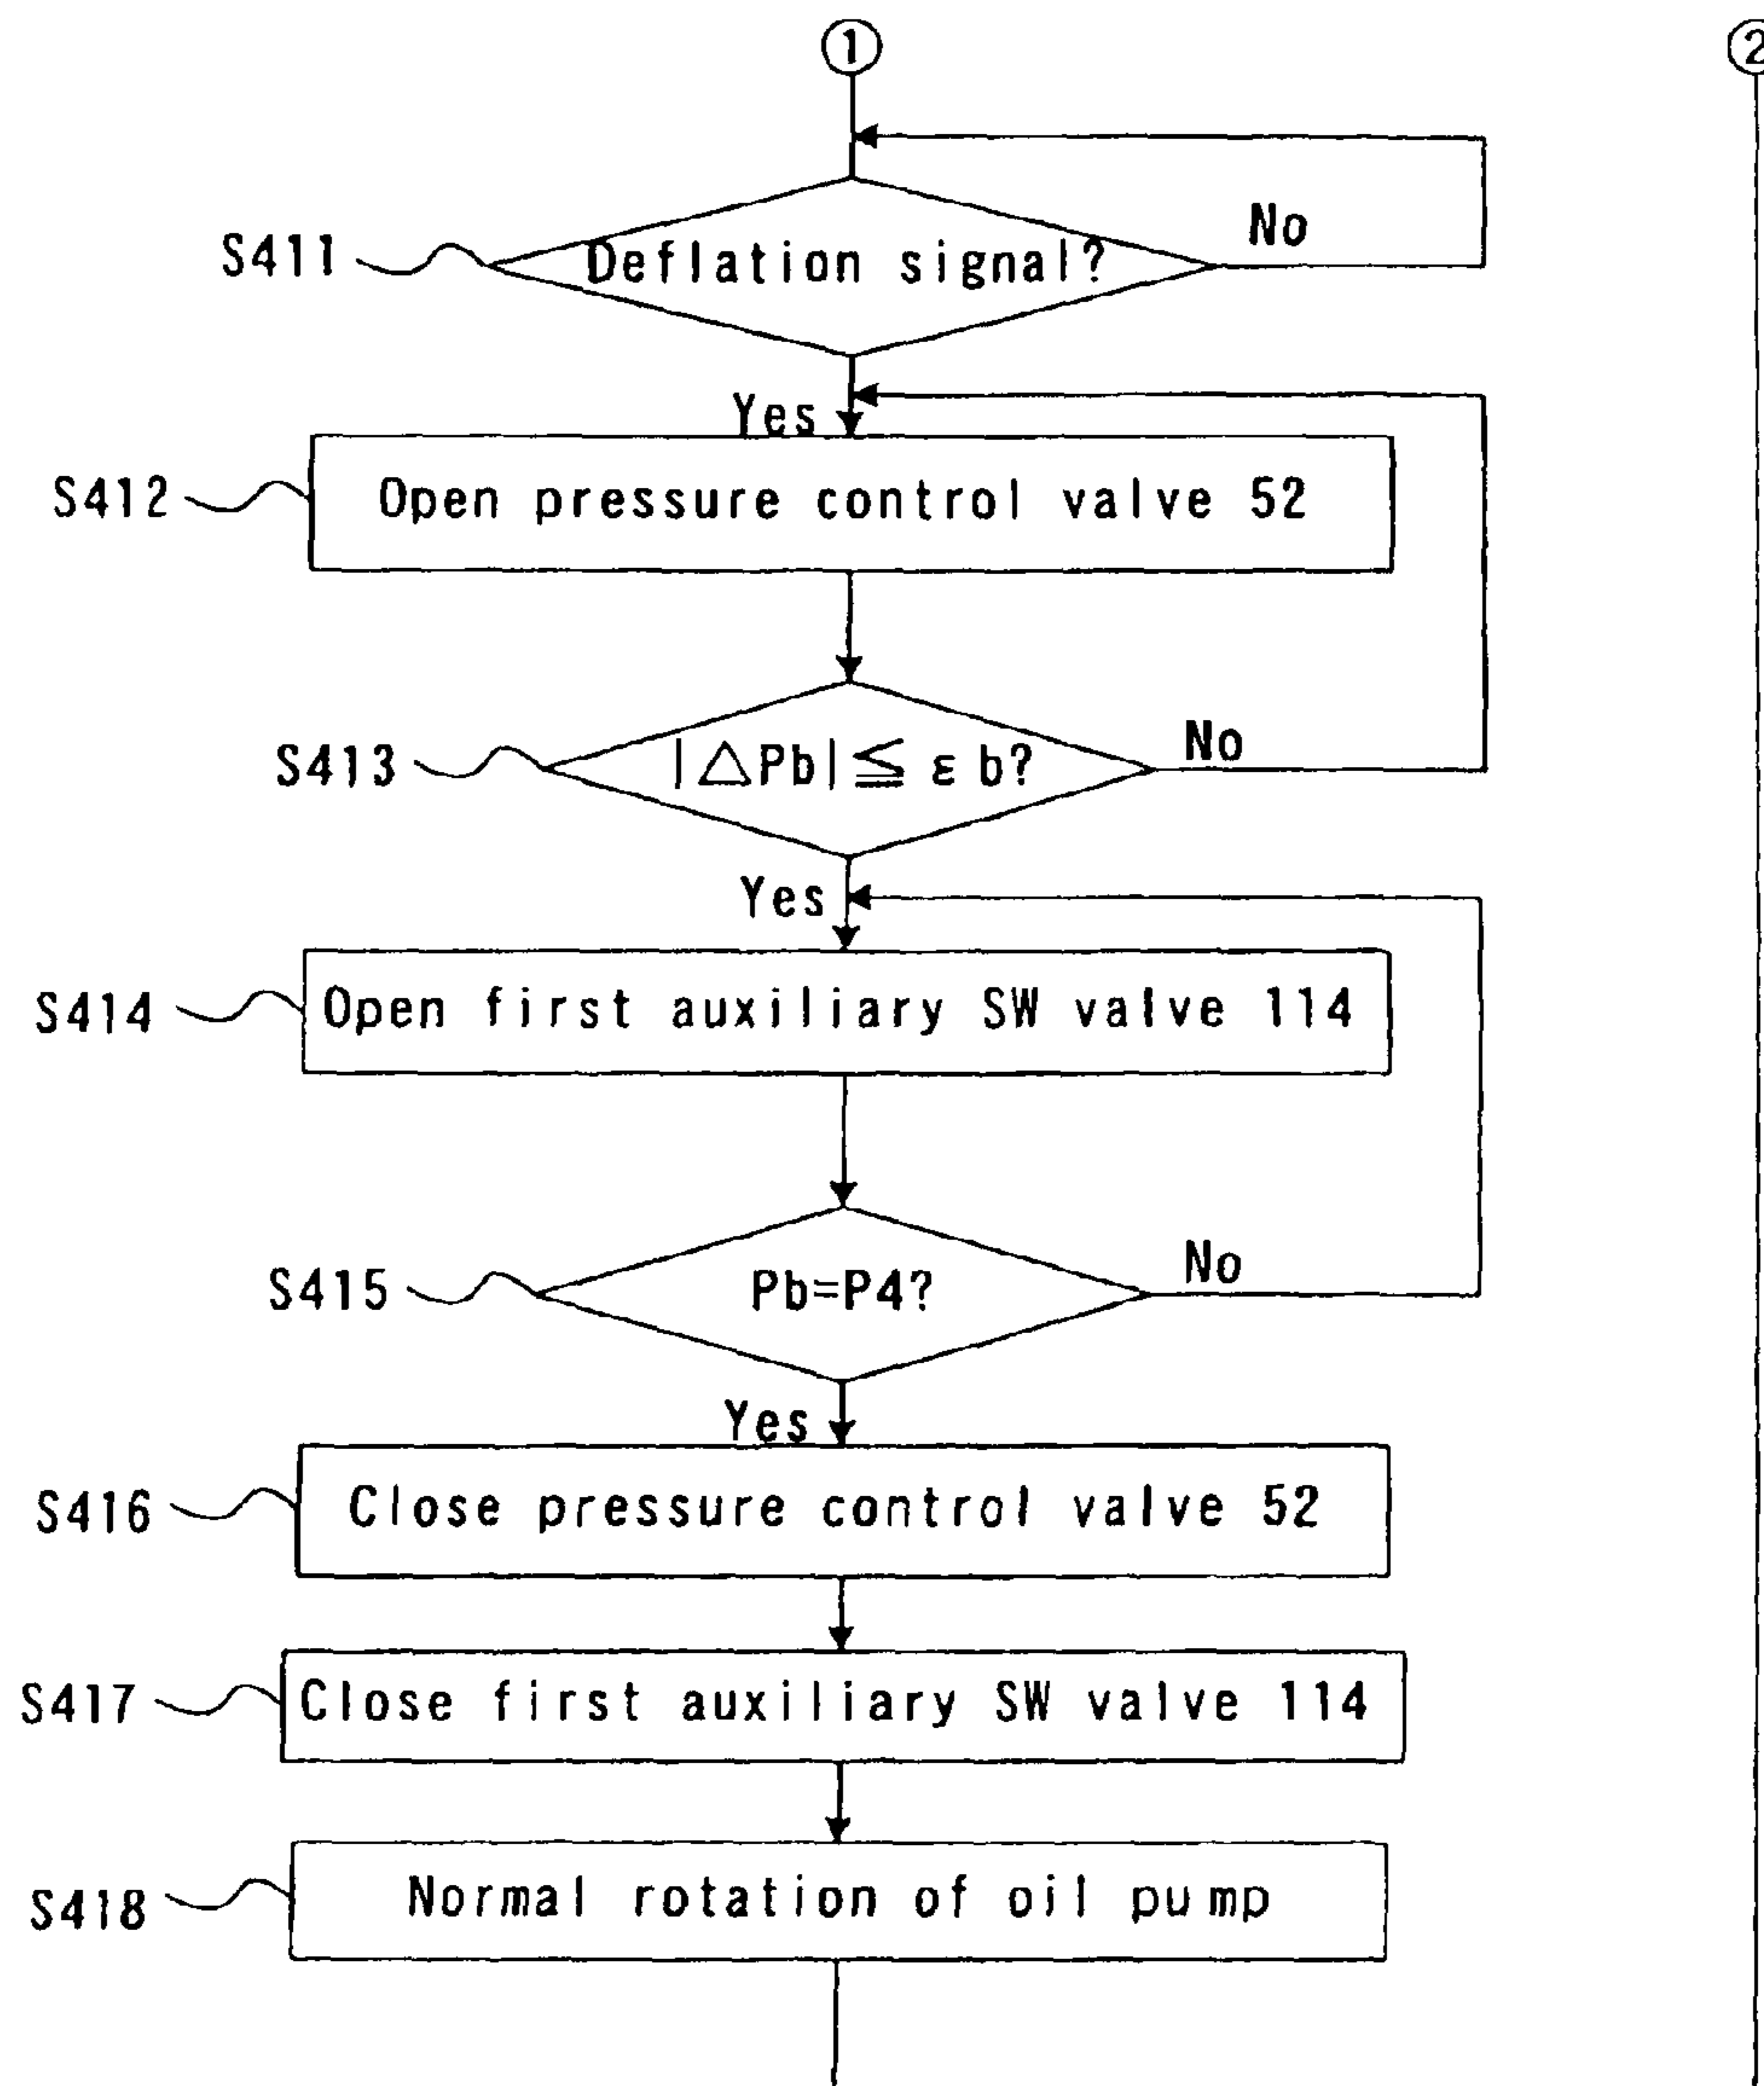 ① ②
S411 Deflation signal? No
Yes
S412 Open pressure control valve 52
S413 |△Pb|≦εb? No
Yes
S414 Open first auxiliary SW valve 114
S415 Pb=P4? No
Yes
S416 Close pressure control valve 52
S417 Close first auxiliary SW valve 114
S418 Normal rotation of oil pump